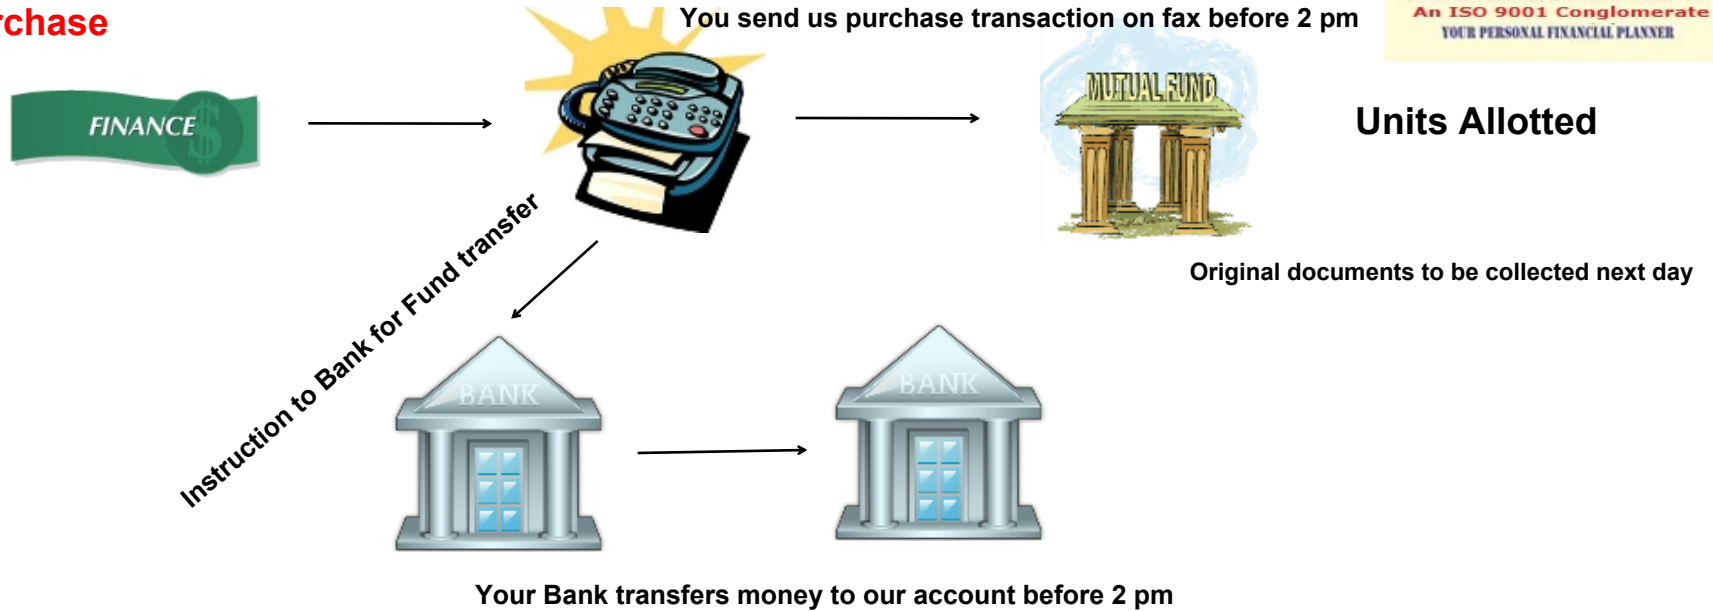 You send us purchase transaction on fax before 2 pm
An ISO 9001 Conglomerate
YOUR PERSONAL FINANCIAL PLANNER
rchase
FINANCE
$
MUTUAL FUND
Units Allotted
Instruction to Bank for Fund transfer
Original documents to be collected next day
BANK
BANK
Your Bank transfers money to our account before 2 pm